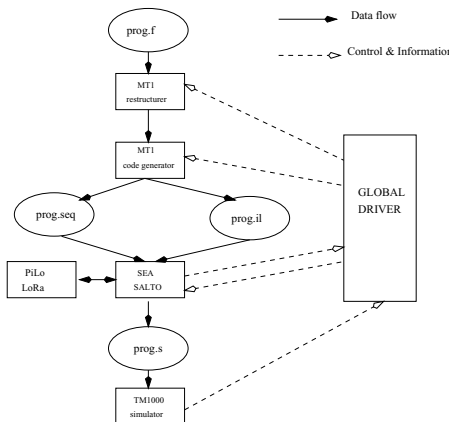 prog.f
Data flow
Control & Information
MT1
restructurer
MT1
code generator
GLOBAL
DRIVER
prog.seq
prog.il
PiLo
LoRa
SEA
SALTO
prog.s
TM1000
simulator